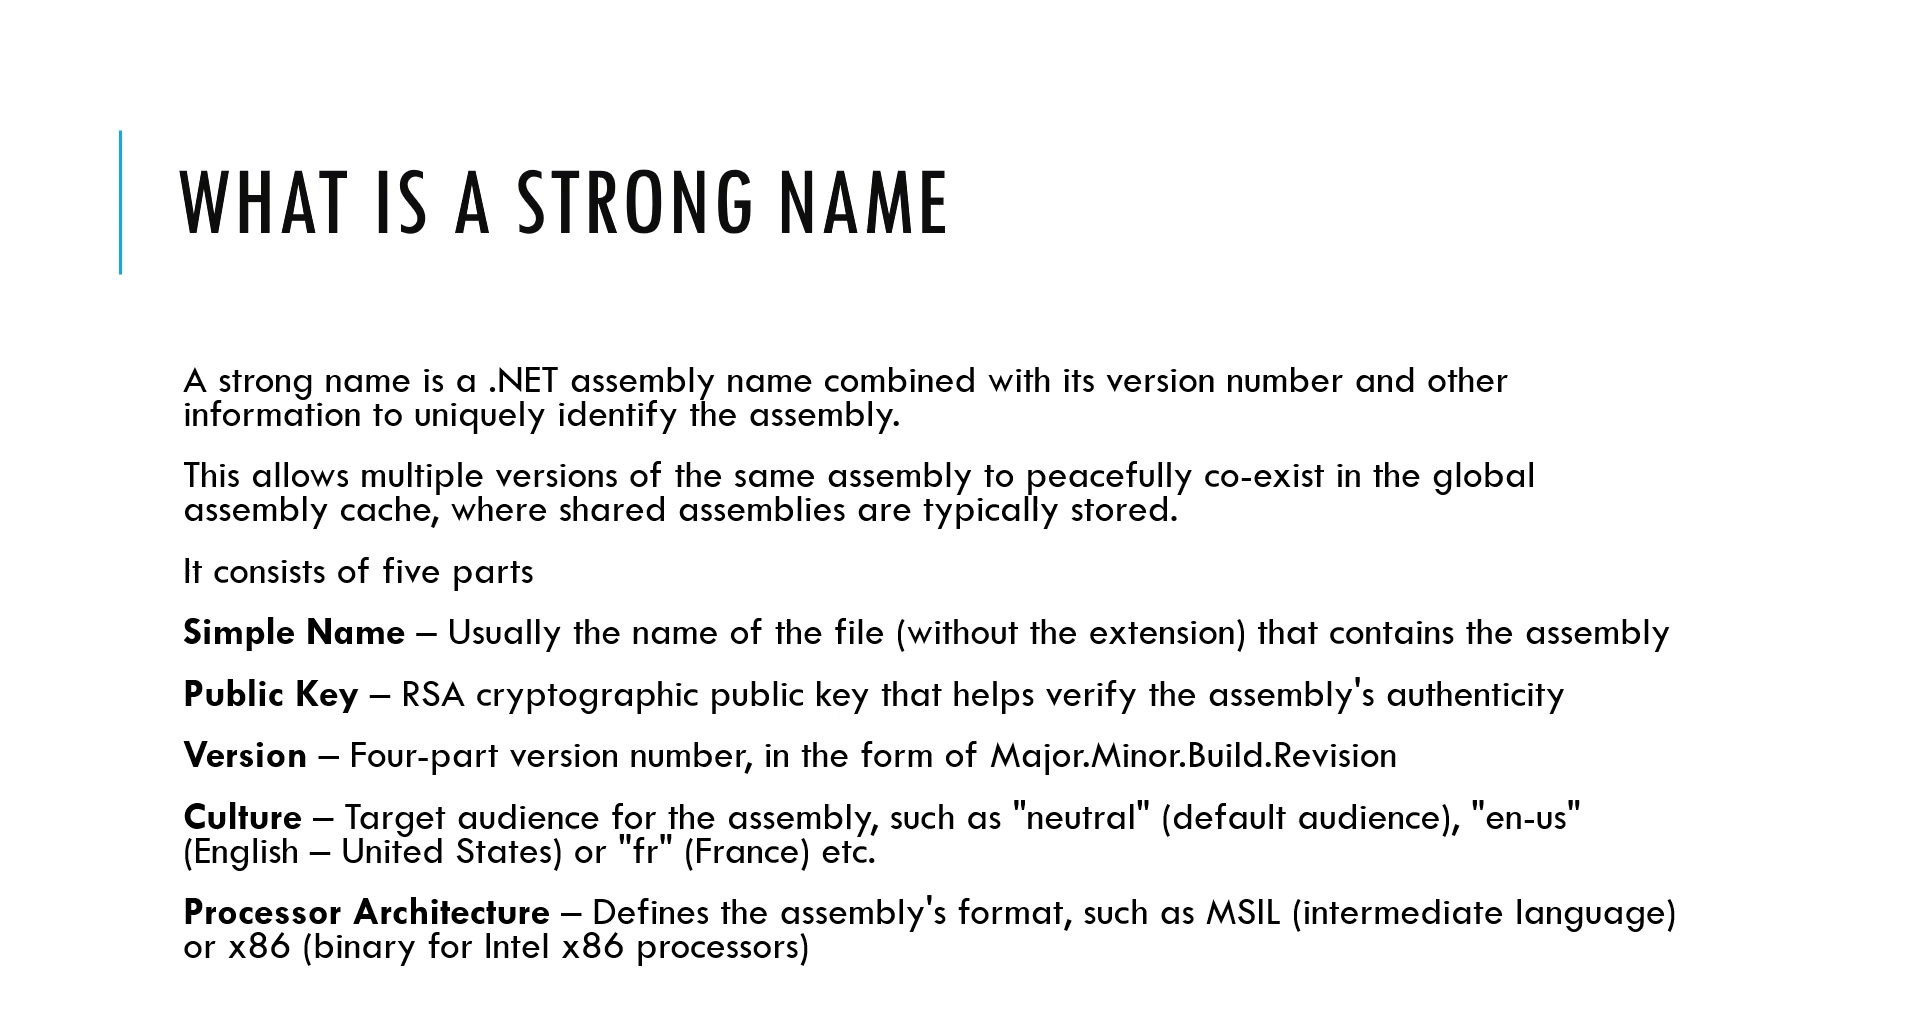 WHAT IS A STRONG NAME
A strong name is a .NET assembly name combined with its version number and other
information to uniquely identify the assembly.
This allows multiple versions of the same assembly to peacefully co-exist in the global
assembly cache, where shared assemblies are typically stored.
It consists of five parts
Simple Name – Usually the name of the file (without the extension) that contains the assembly
Public Key – RSA cryptographic public key that helps verify the assembly's authenticity
Version – Four-part version number, in the form of Major.Minor.Build.Revision
Culture – Target audience for the assembly, such as "neutral" (default audience), "en-us"
(English – United States) or "fr" (France) etc.
Processor Architecture – Defines the assembly's format, such as MSIL (intermediate language)
or x86 (binary for Intel x86 processors)